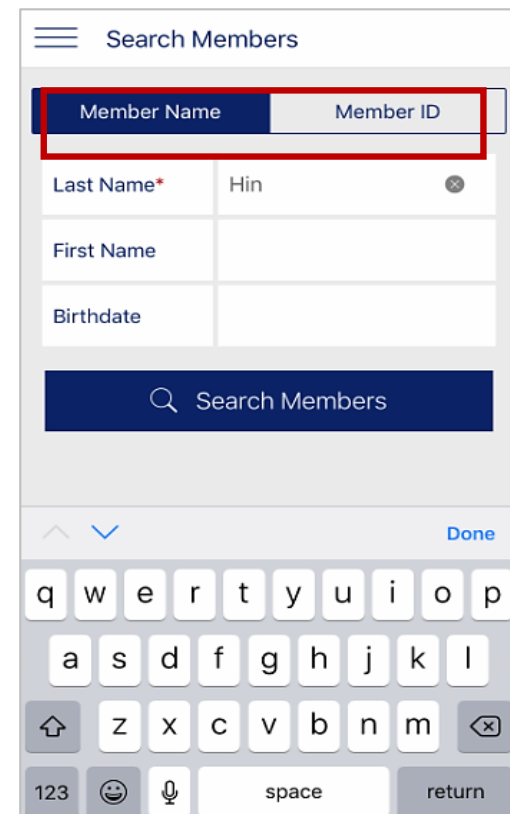 Search Members
Member Name Member ID
Last Name* Hin
First Name
Birthdate
Search Members
Done
q w e r t y u i o p
a s d f g h j k l
z x c v b n m
123 space return